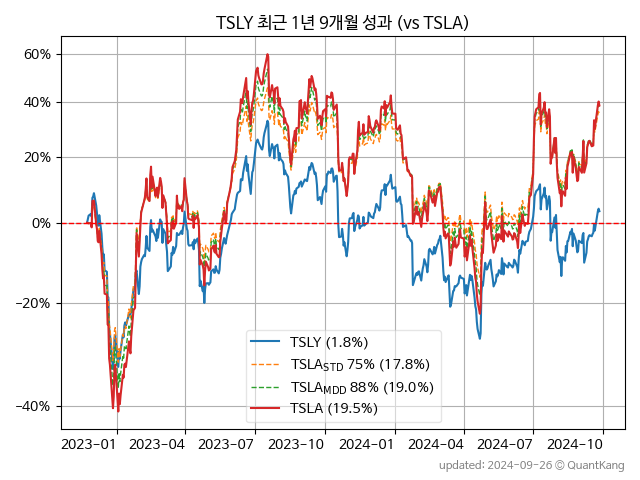 TSLY 최근 1년 9개월 성과 (vs TSLA)
60%
40%
20%
0%
−20%
−40%
TSLY (1.8%)
TSLA_STD 75% (17.8%)
TSLA_MDD 88% (19.0%)
TSLA (19.5%)
2023−01 2023−04 2023−07 2023−10 2024−01 2024−04 2024−07 2024−10
updated: 2024-09-26 © QuantKang